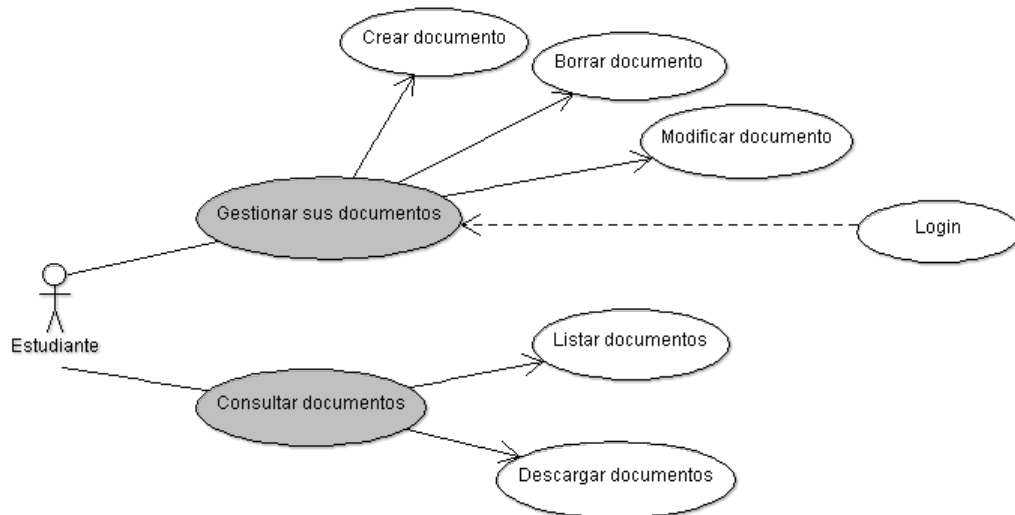 Crear documento
Borrar documento
Modificar documento
Gestionar sus documentos
Login
Estudiante
Listar documentos
Consultar documentos
Descargar documentos